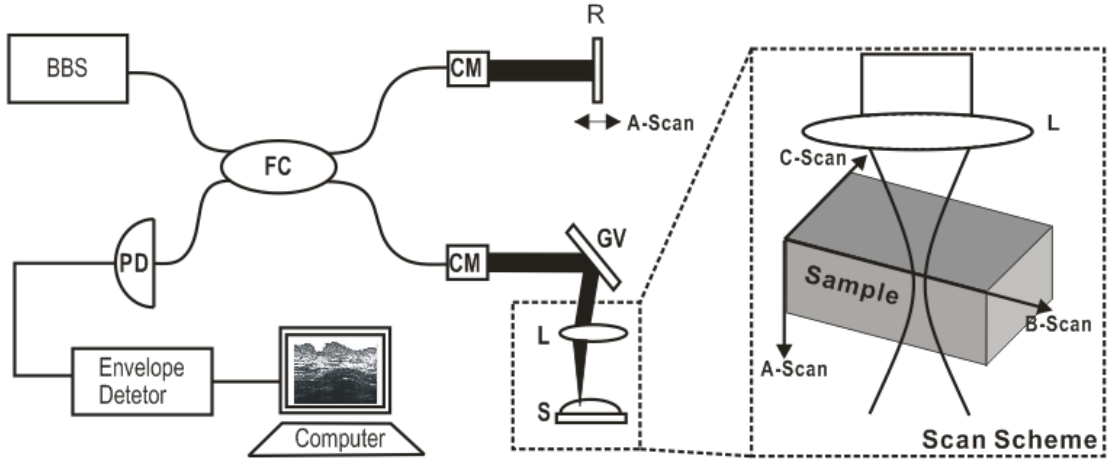 BBS
FC
PD
Envelope
Detetor
Computer
CM
R
A-Scan
CM
GV
L
S
L
C-Scan
Sample
B-Scan
A-Scan
Scan Scheme